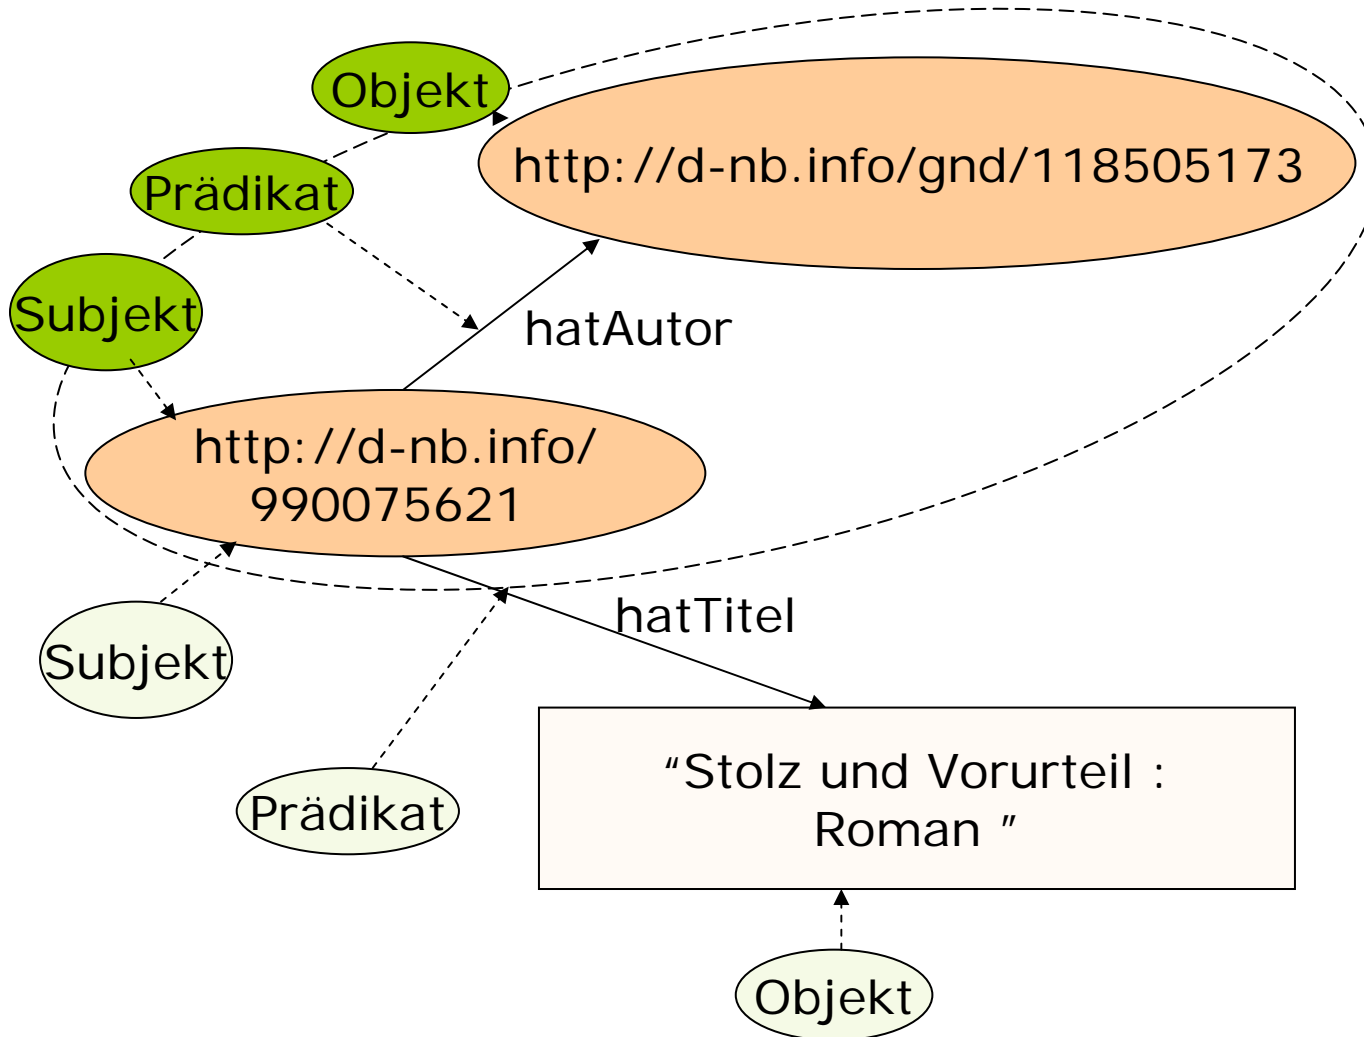 Objekt
http://d-nb.info/gnd/118505173
Prädikat
Subjekt
hatAutor
http://d-nb.info/
990075621
hatTitel
Subjekt
Prädikat
“Stolz und Vorurteil :
Roman ”
Objekt